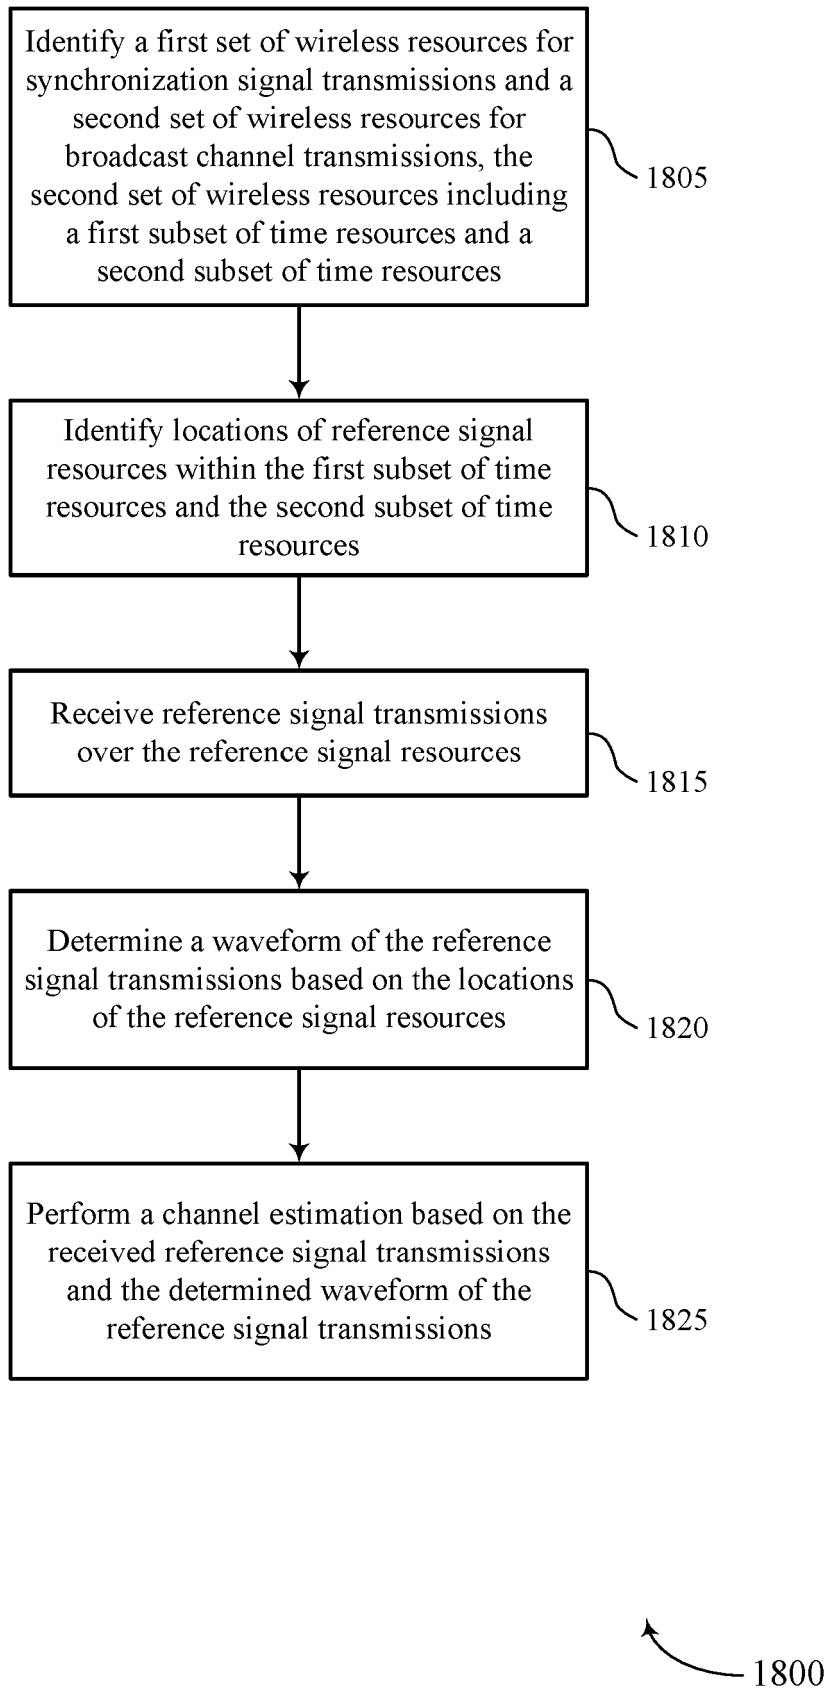 Identify a first set of wireless resources for
synchronization signal transmissions and a
second set of wireless resources for
broadcast channel transmissions, the
second set of wireless resources including
a first subset of time resources and a
second subset of time resources
1805
Identify locations of reference signal
resources within the first subset of time
resources and the second subset of time
resources
1810
Receive reference signal transmissions
over the reference signal resources
1815
Determine a waveform of the reference
signal transmissions based on the locations
of the reference signal resources
1820
Perform a channel estimation based on the
received reference signal transmissions
and the determined waveform of the
reference signal transmissions
1825
1800